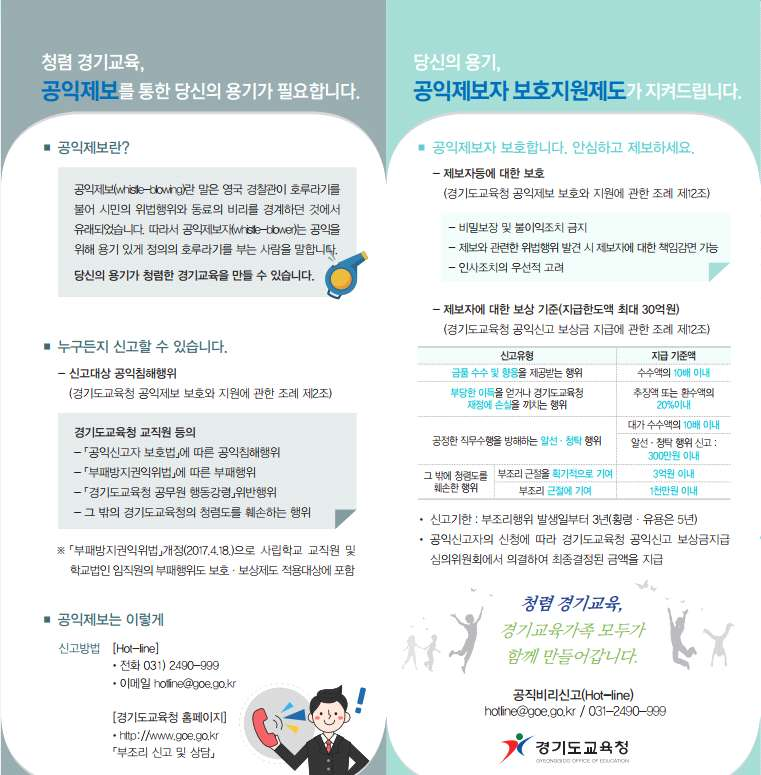 청렴 경기교육,
공익제보를 통한 당신의 용기가 필요합니다.
■ 공익제보란?
공익제보(whistle-blowing)란 말은 영국 경찰관이 호루라기를
불어 시민의 위법행위와 동료의 비리를 경계하던 것에서
유래되었습니다. 따라서 공익제보자(whistle-blower)는 공익을
위해 용기 있게 정의의 호루라기를 부는 사람을 말합니다.
당신의 용기가 청렴한 경기교육을 만들 수 있습니다.
■ 누구든지 신고할 수 있습니다.
– 신고대상 공익침해행위
(경기도교육청 공익제보 보호와 지원에 관한 조례 제2조)
경기도교육청 교직원 등의
–「공익신고자 보호법」에 따른 공익침해행위
–「부패방지권익위법」에 따른 부패행위
–「경기도교육청 공무원 행동강령」위반행위
– 그 밖의 경기도교육청의 청렴도를 훼손하는 행위
※「부패방지권익위법」개정(2017.4.18.)으로 사립학교 교직원 및
학교법인 임직원의 부패행위도 보호·보상제도 적용대상에 포함
■ 공익제보는 이렇게
신고방법 [Hot-line]
• 전화 031) 2490-999
• 이메일 hotline@goe.go.kr
[경기도교육청 홈페이지]
• http://www.goe.go.kr
「부조리 신고 및 상담」
당신의 용기,
공익제보자 보호지원제도가 지켜드립니다.
■ 공익제보자 보호합니다. 안심하고 제보하세요.
– 제보자등에 대한 보호
(경기도교육청 공익제보 보호와 지원에 관한 조례 제12조)
– 비밀보장 및 불이익조치 금지
– 제보와 관련한 위법행위 발견 시 제보자에 대한 책임감면 가능
– 인사조치의 우선적 고려
– 제보자에 대한 보상 기준(지급한도액 최대 30억원)
(경기도교육청 공익신고 보상금 지급에 관한 조례 제12조)
신고유형 지급 기준액
금품 수수 및 향응을 제공받는 행위 수수액의 10배 이내
부당한 이득을 얻거나 경기도교육청 추징액 또는 환수액의
재정에 손실을 끼치는 행위 20%이내
공정한 직무수행을 방해하는 알선·청탁 행위 대가 수수액의 10배 이내
알선·청탁 행위 신고 :
300만원 이내
그 밖에 청렴도를 부조리 근절을 획기적으로 기여 3억원 이내
훼손한 행위 부조리 근절에 기여 1천만원 이내
• 신고기한 : 부조리행위 발생일부터 3년(횡령·유용은 5년)
• 공익신고자의 신청에 따라 경기도교육청 공익신고 보상금지급
심의위원회에서 의결하여 최종결정된 금액을 지급
청렴 경기교육,
경기교육가족 모두가
함께 만들어갑니다.
공직비리신고(Hot-line)
hotline@goe.go.kr / 031-2490-999
경기도교육청
GYEONGGIDO OFFICE OF EDUCATION